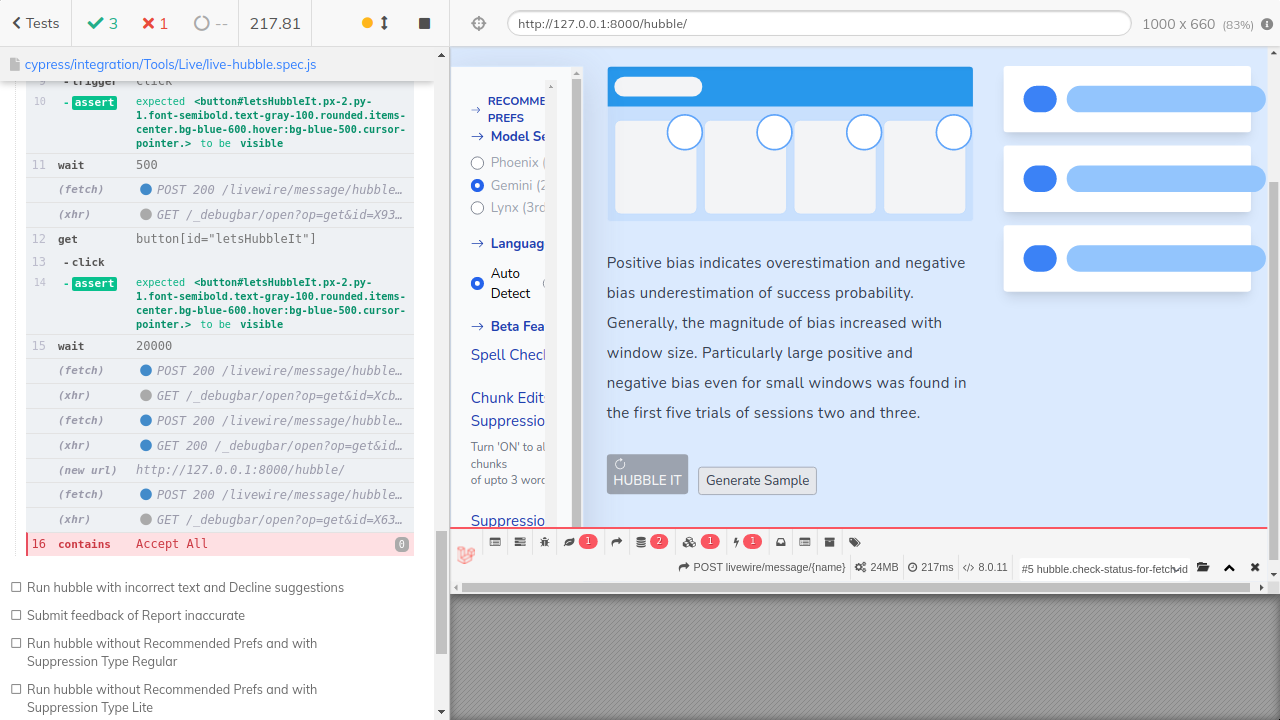 Tests
3
1
--
217.81
cypress/integration/Tools/Live/live-hubble.spec.js
9 -trigger click
10 -assert expected <button#letsHubbleIt.px-2.py-
1.font-semibold.text-gray-100.rounded.items-
center.bg-blue-600.hover:bg-blue-500.cursor-
pointer.> to be visible
11 wait 500
(fetch) POST 200 /livewire/message/hubble…
(xhr) GET /_debugbar/open?op=get&id=X93…
12 get button[id="letsHubbleIt"]
13 -click
14 -assert expected <button#letsHubbleIt.px-2.py-
1.font-semibold.text-gray-100.rounded.items-
center.bg-blue-600.hover:bg-blue-500.cursor-
pointer.> to be visible
15 wait 20000
(fetch) POST 200 /livewire/message/hubble…
(xhr) GET /_debugbar/open?op=get&id=Xcb…
(fetch) POST 200 /livewire/message/hubble…
(xhr) GET 200 /_debugbar/open?op=get&id…
(new url) http://127.0.0.1:8000/hubble/
(fetch) POST 200 /livewire/message/hubble…
(xhr) GET /_debugbar/open?op=get&id=X63…
16 contains Accept All 0
Run hubble with incorrect text and Decline suggestions
Submit feedback of Report inaccurate
Run hubble without Recommended Prefs and with
Suppression Type Regular
Run hubble without Recommended Prefs and with
Suppression Type Lite
http://127.0.0.1:8000/hubble/
1000 x 660 (83%)
RECOMME
PREFS
Model Se
Phoenix (
Gemini (2
Lynx (3rd
Languag
Auto
Detect
Beta Fea
Spell Chec
Chunk Edit
Suppressio
Turn 'ON' to al
chunks
of upto 3 word
Suppressio
Positive bias indicates overestimation and negative
bias underestimation of success probability.
Generally, the magnitude of bias increased with
window size. Particularly large positive and
negative bias even for small windows was found in
the first five trials of sessions two and three.
HUBBLE IT
Generate Sample
1 2 1 1
POST livewire/message/{name} 24MB 217ms 8.0.11 #5 hubble.check-status-for-fetch id